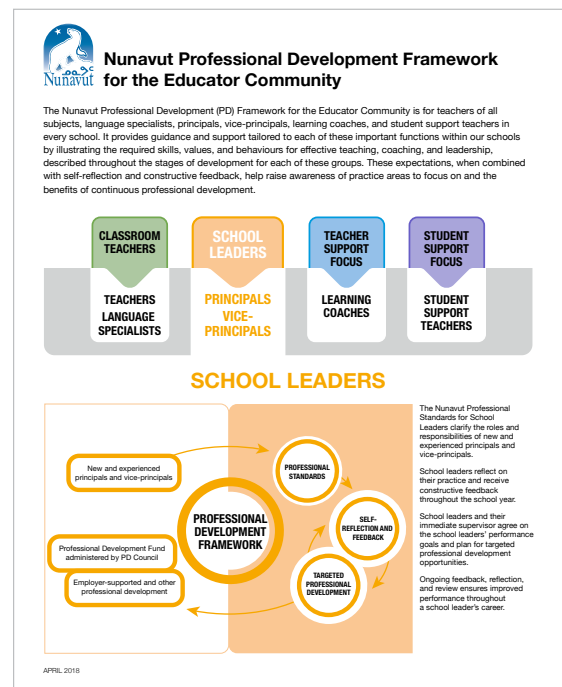 ᓄᓇᕗᑦ
Nunavut
Nunavut Professional Development Framework
for the Educator Community
The Nunavut Professional Development (PD) Framework for the Educator Community is for teachers of all
subjects, language specialists, principals, vice-principals, learning coaches, and student support teachers in
every school. It provides guidance and support tailored to each of these important functions within our schools
by illustrating the required skills, values, and behaviours for effective teaching, coaching, and leadership,
described throughout the stages of development for each of these groups. These expectations, when combined
with self-reflection and constructive feedback, help raise awareness of practice areas to focus on and the
benefits of continuous professional development.
CLASSROOM
TEACHERS
TEACHERS
LANGUAGE
SPECIALISTS
SCHOOL
LEADERS
PRINCIPALS
VICE-
PRINCIPALS
TEACHER
SUPPORT
FOCUS
LEARNING
COACHES
STUDENT
SUPPORT
FOCUS
STUDENT
SUPPORT
TEACHERS
SCHOOL LEADERS
New and experienced
principals and vice-principals
PROFESSIONAL
DEVELOPMENT
FRAMEWORK
Professional Development Fund
administered by PD Council
Employer-supported and other
professional development
PROFESSIONAL
STANDARDS
SELF-
REFLECTION AND
FEEDBACK
TARGETED
PROFESSIONAL
DEVELOPMENT
The Nunavut Professional
Standards for School
Leaders clarify the roles and
responsibilities of new and
experienced principals and
vice-principals.
School leaders reflect on
their practice and receive
constructive feedback
throughout the school year.
School leaders and their
immediate supervisor agree on
the school leaders' performance
goals and plan for targeted
professional development
opportunities.
Ongoing feedback, reflection,
and review ensures improved
performance throughout
a school leader's career.
APRIL 2018